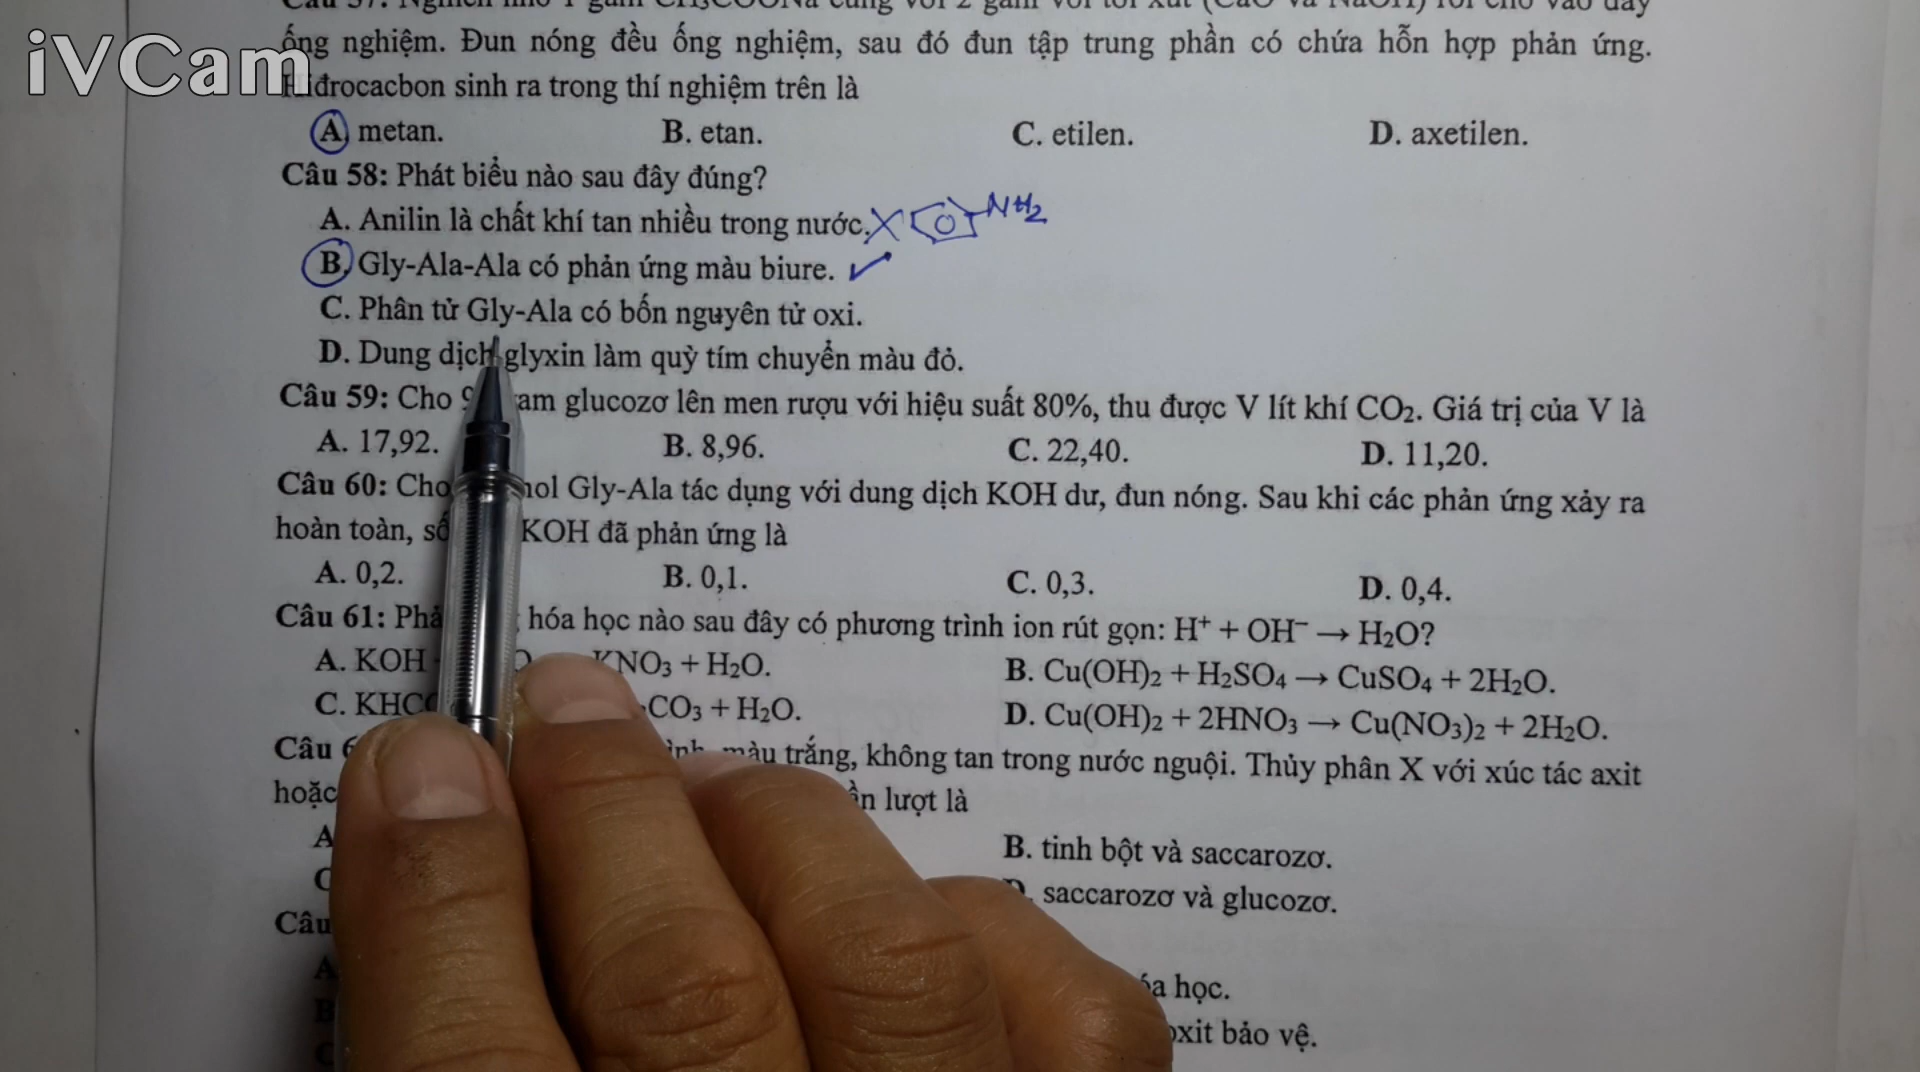 iVCam
ống nghiệm. Đun nóng đều ống nghiệm, sau đó đun tập trung phần có chứa hỗn hợp phản ứng.
Hiđrocacbon sinh ra trong thí nghiệm trên là
A. metan. B. etan. C. etilen. D. axetilen.
Câu 58: Phát biểu nào sau đây đúng?
A. Anilin là chất khí tan nhiều trong nước. X NH2
B. Gly-Ala-Ala có phản ứng màu biure. ✓
C. Phân tử Gly-Ala có bốn nguyên tử oxi.
D. Dung dịch glyxin làm quỳ tím chuyển màu đỏ.
Câu 59: Cho glucozơ lên men rượu với hiệu suất 80%, thu được V lít khí CO₂. Giá trị của V là
A. 17,92. B. 8,96. C. 22,40. D. 11,20.
Câu 60: Cho Gly-Ala tác dụng với dung dịch KOH dư, đun nóng. Sau khi các phản ứng xảy ra
hoàn toàn, KOH đã phản ứng là
A. 0,2. B. 0,1. C. 0,3. D. 0,4.
Câu 61: hóa học nào sau đây có phương trình ion rút gọn: H⁺ + OH⁻ → H₂O?
A. KOH KNO₃ + H₂O. B. Cu(OH)₂ + H₂SO₄ → CuSO₄ + 2H₂O.
C. CO₃ + H₂O. D. Cu(OH)₂ + 2HNO₃ → Cu(NO₃)₂ + 2H₂O.
Câu màu trắng, không tan trong nước nguội. Thủy phân X với xúc tác axit
hoặc lượt là
A B. tinh bột và saccarozơ.
C D. saccarozơ và glucozơ.
Câu
A học.
B oxit bảo vệ.
C